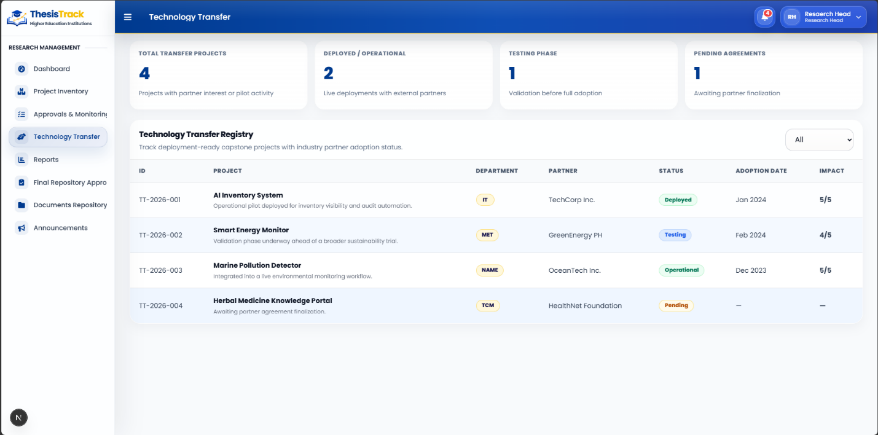 ThesisTrack
Higher Education Institutions
RESEARCH MANAGEMENT
Dashboard
Project Inventory
Approvals & Monitoring
Technology Transfer
Reports
Final Repository Appro
Documents Repository
Announcements
N
Technology Transfer
4
RH
Resaerch Head
Research Head
TOTAL TRANSFER PROJECTS
4
Projects with partner interest or pilot activity.
DEPLOYED / OPERATIONAL
2
Live deployments with external partners
TESTING PHASE
1
Validation before full adoption
PENDING AGREEMENTS
1
Awaiting partner finalization
Technology Transfer Registry
Track deployment-ready capstone projects with industry partner adoption status.
All
ID PROJECT DEPARTMENT PARTNER STATUS ADOPTION DATE IMPACT
TT-2026-001 AI Inventory System IT TechCorp Inc. Deployed Jan 2024 5/5
Operational pilot deployed for inventory visibility and audit automation.
TT-2026-002 Smart Energy Monitor MET GreenEnergy PH Testing Feb 2024 4/5
Validation phase underway ahead of a broader sustainability trial.
TT-2026-003 Marine Pollution Detector NAME OceanTech Inc. Operational Dec 2023 5/5
Integrated into a live environmental monitoring workflow.
TT-2026-004 Herbal Medicine Knowledge Portal TCM HealthNet Foundation Pending — —
Awaiting partner agreement finalization.